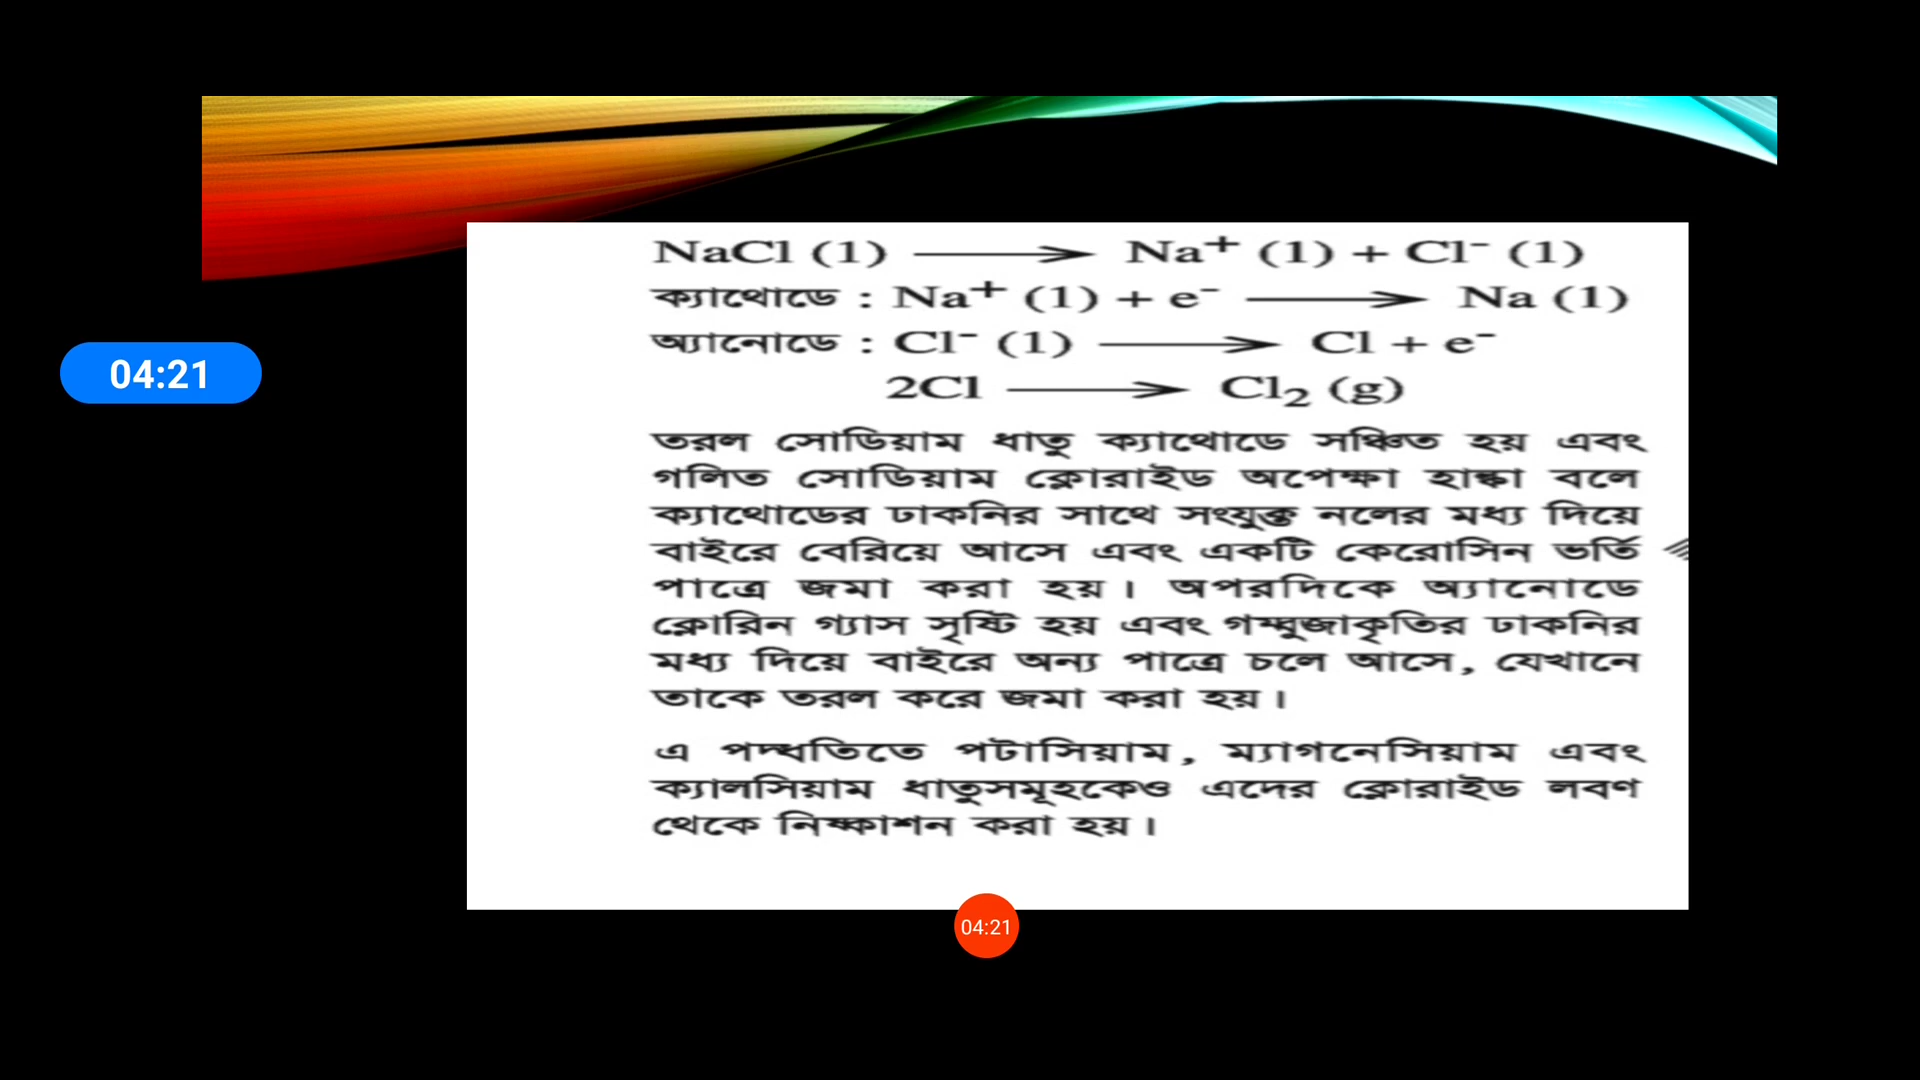 NaCl (l) ⟶ Na⁺ (l) + Cl⁻ (l)
ক্যাথোডে : Na⁺ (l) + e⁻ ⟶ Na (l)
04:21
অ্যানোডে : Cl⁻ (l) ⟶ Cl + e⁻
2Cl ⟶ Cl₂ (g)
তরল সোডিয়াম ধাতু ক্যাথোডে সঞ্চিত হয় এবং
গলিত সোডিয়াম ক্লোরাইড অপেক্ষা হাল্কা বলে
ক্যাথোডের ঢাকনির সাথে সংযুক্ত নলের মধ্য দিয়ে
বাইরে বেরিয়ে আসে এবং একটি কেরোসিন ভর্তি
পাত্রে জমা করা হয়। অপরদিকে অ্যানোডে
ক্লোরিন গ্যাস সৃষ্টি হয় এবং গম্বুজাকৃতির ঢাকনির
মধ্য দিয়ে বাইরে অন্য পাত্রে চলে আসে, যেখানে
তাকে তরল করে জমা করা হয়।
এ পদ্ধতিতে পটাসিয়াম, ম্যাগনেসিয়াম এবং
ক্যালসিয়াম ধাতুসমূহকেও এদের ক্লোরাইড লবণ
থেকে নিষ্কাশন করা হয়।
04:21